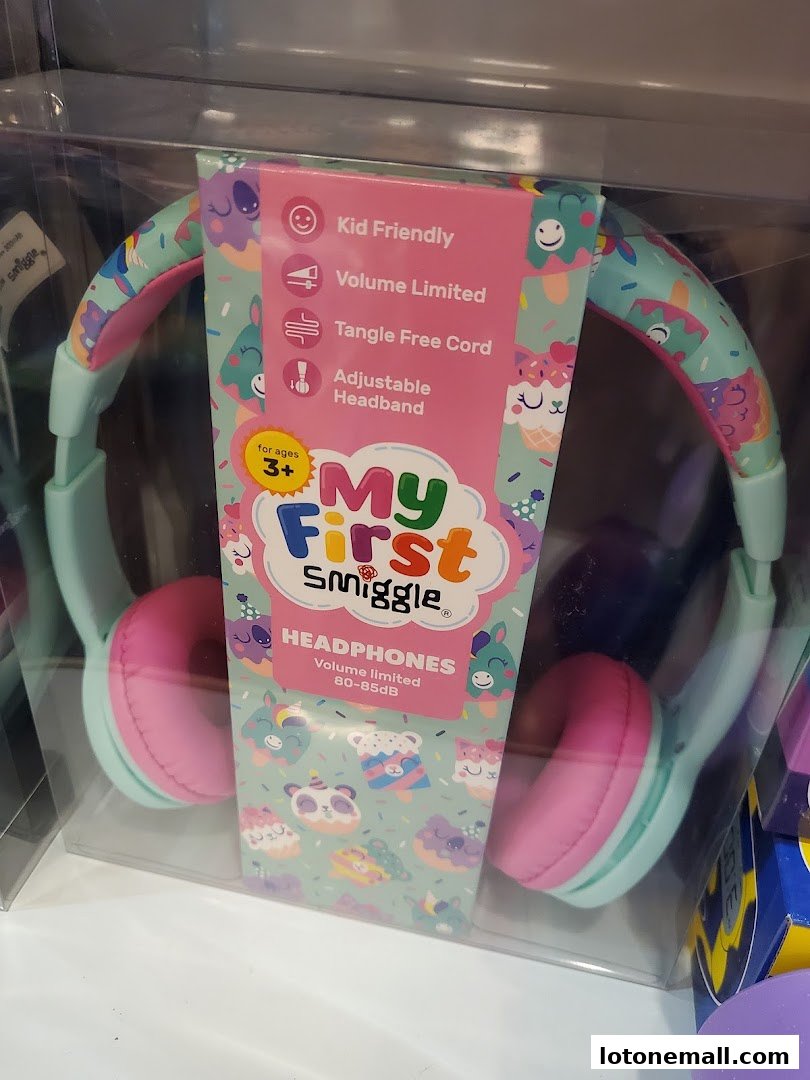 Kid Friendly
Volume Limited
Tangle Free Cord
Adjustable
Headband
for ages
3+
My
First
smiggle®
HEADPHONES
Volume limited
80-85dB
smiggle
lotonemall.com